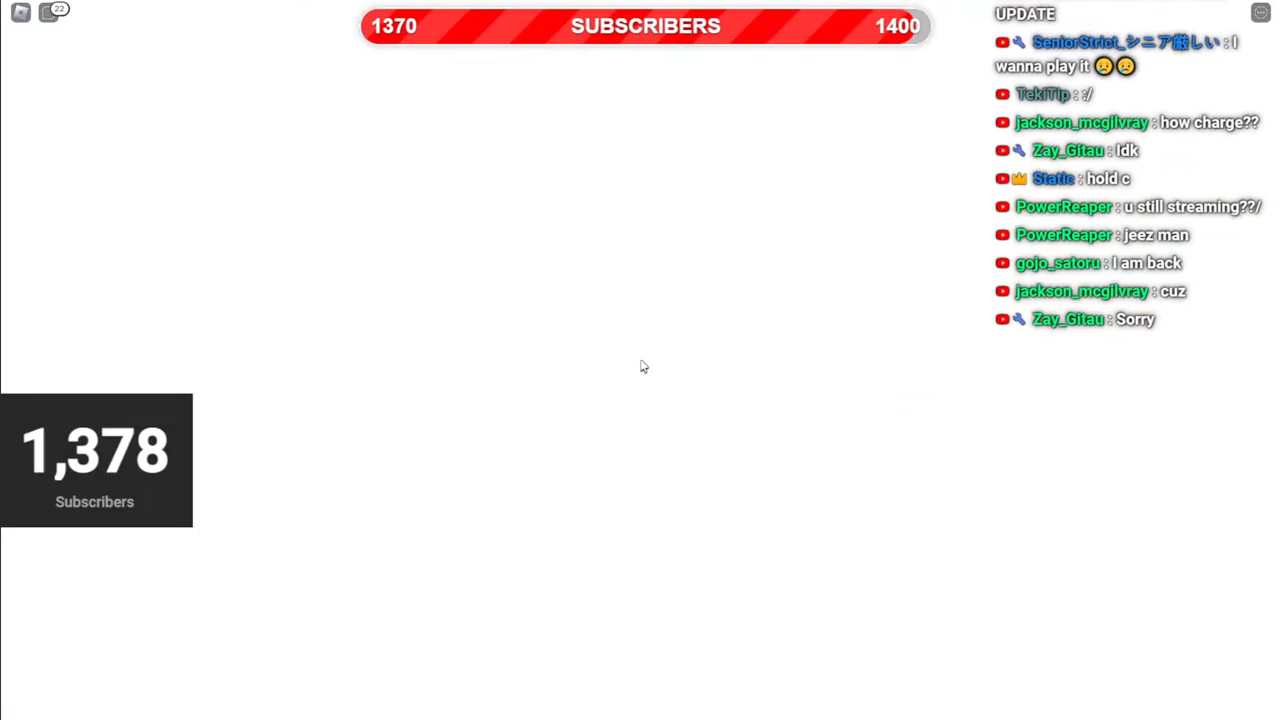 22
1370 SUBSCRIBERS 1400
UPDATE
SeniorStrict_シニア厳しい : I
wanna play it 😢😢
TekiTip : :/
jackson_mcgilvray : how charge??
Zay_Gitau : Idk
Static : hold c
PowerReaper : u still streaming??/
PowerReaper : jeez man
gojo_satoru : I am back
jackson_mcgilvray : cuz
Zay_Gitau : Sorry
1,378
Subscribers